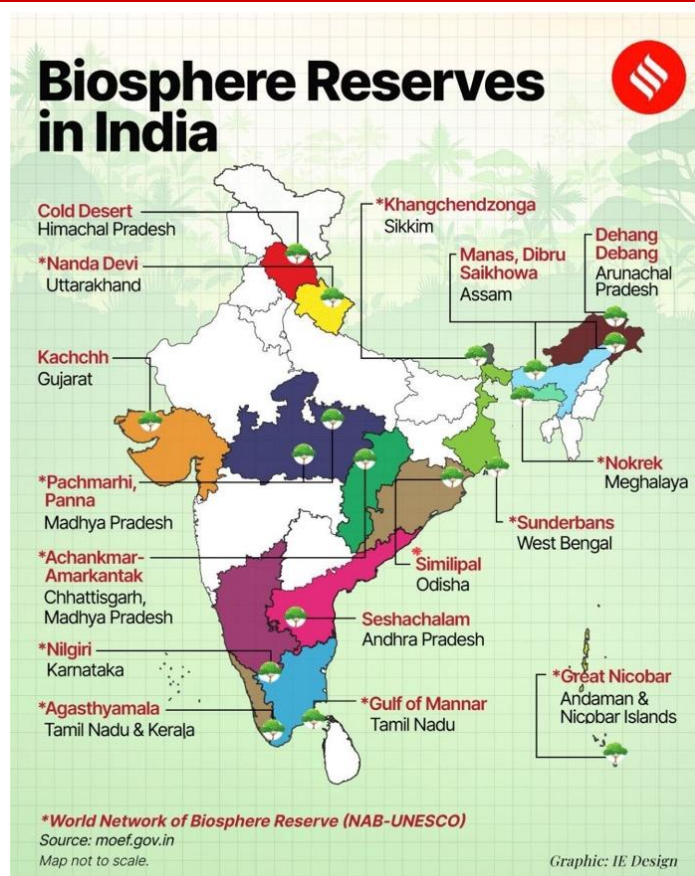 Biosphere Reserves
in India
Cold Desert
Himachal Pradesh
*Nanda Devi
Uttarakhand
Kachchh
Gujarat
*Pachmarhi,
Panna
Madhya Pradesh
*Achankmar-
Amarkantak
Chhattisgarh,
Madhya Pradesh
*Nilgiri
Karnataka
*Agasthyamala
Tamil Nadu & Kerala
*Khangchendzonga
Sikkim
Manas, Dibru
Saikhowa
Assam
Dehang
Debang
Arunachal
Pradesh
*Nokrek
Meghalaya
*Sunderbans
West Bengal
*
Similipal
Odisha
Seshachalam
Andhra Pradesh
*Gulf of Mannar
Tamil Nadu
*Great Nicobar
Andaman &
Nicobar Islands
*World Network of Biosphere Reserve (NAB-UNESCO)
Source: moef.gov.in
Map not to scale.
Graphic: IE Design